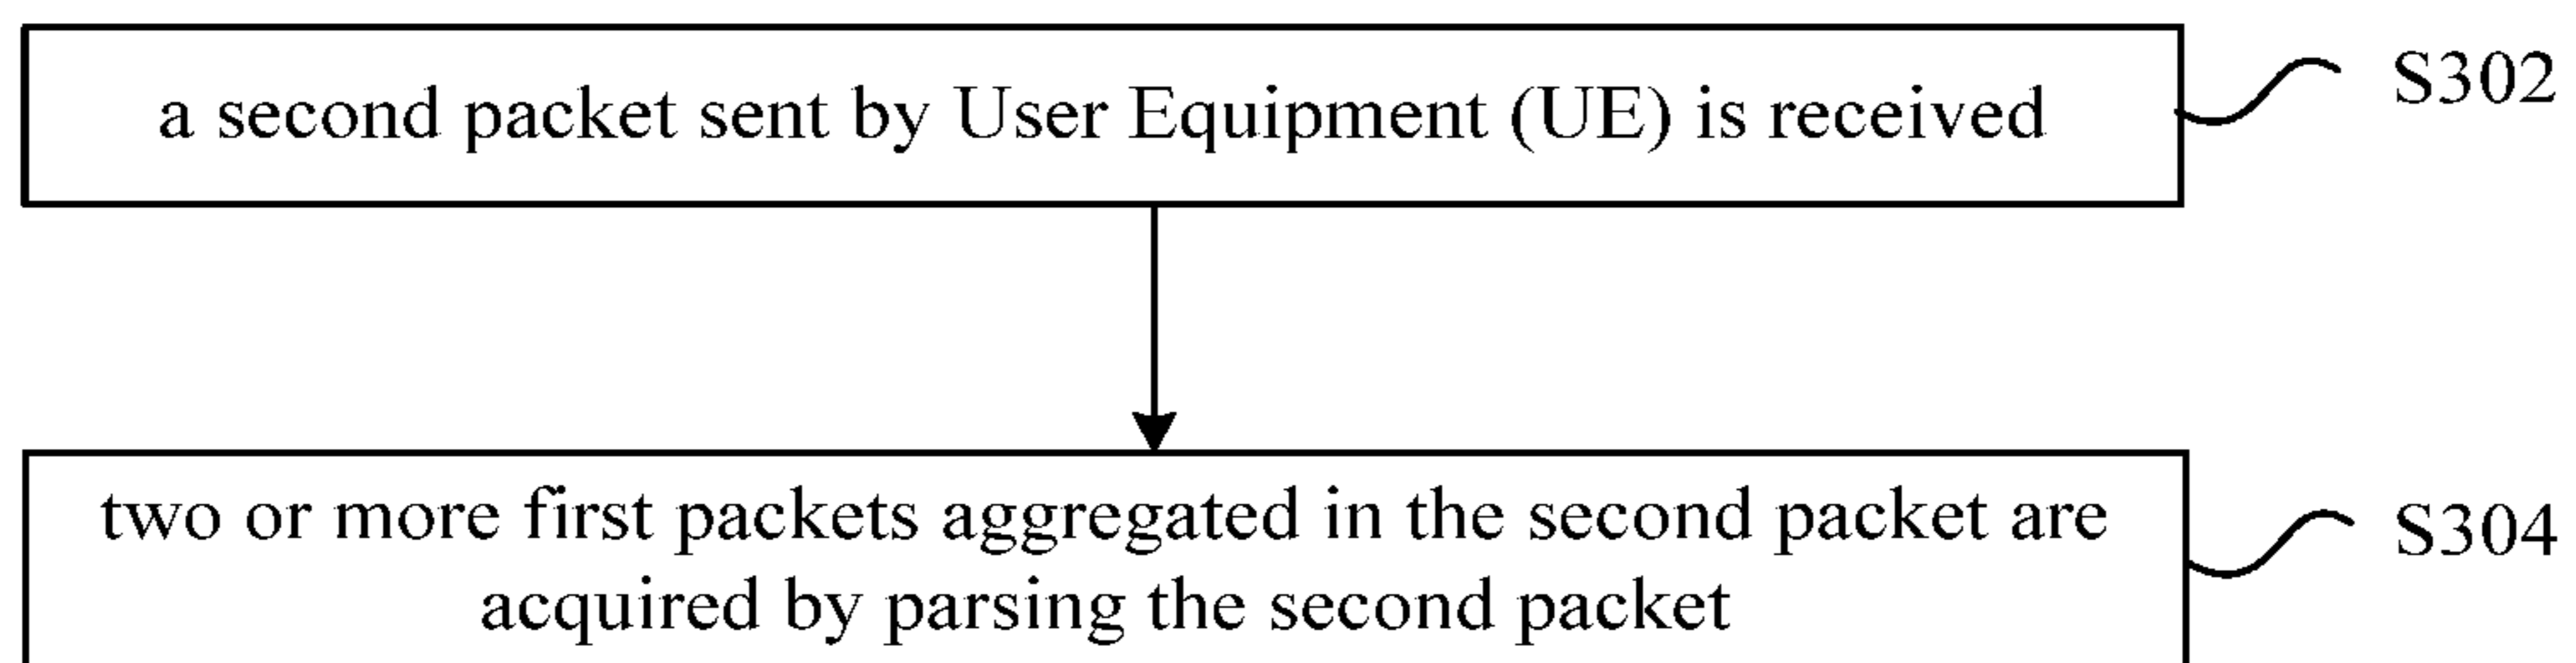 a second packet sent by User Equipment (UE) is received
S302
two or more first packets aggregated in the second packet are
acquired by parsing the second packet
S304